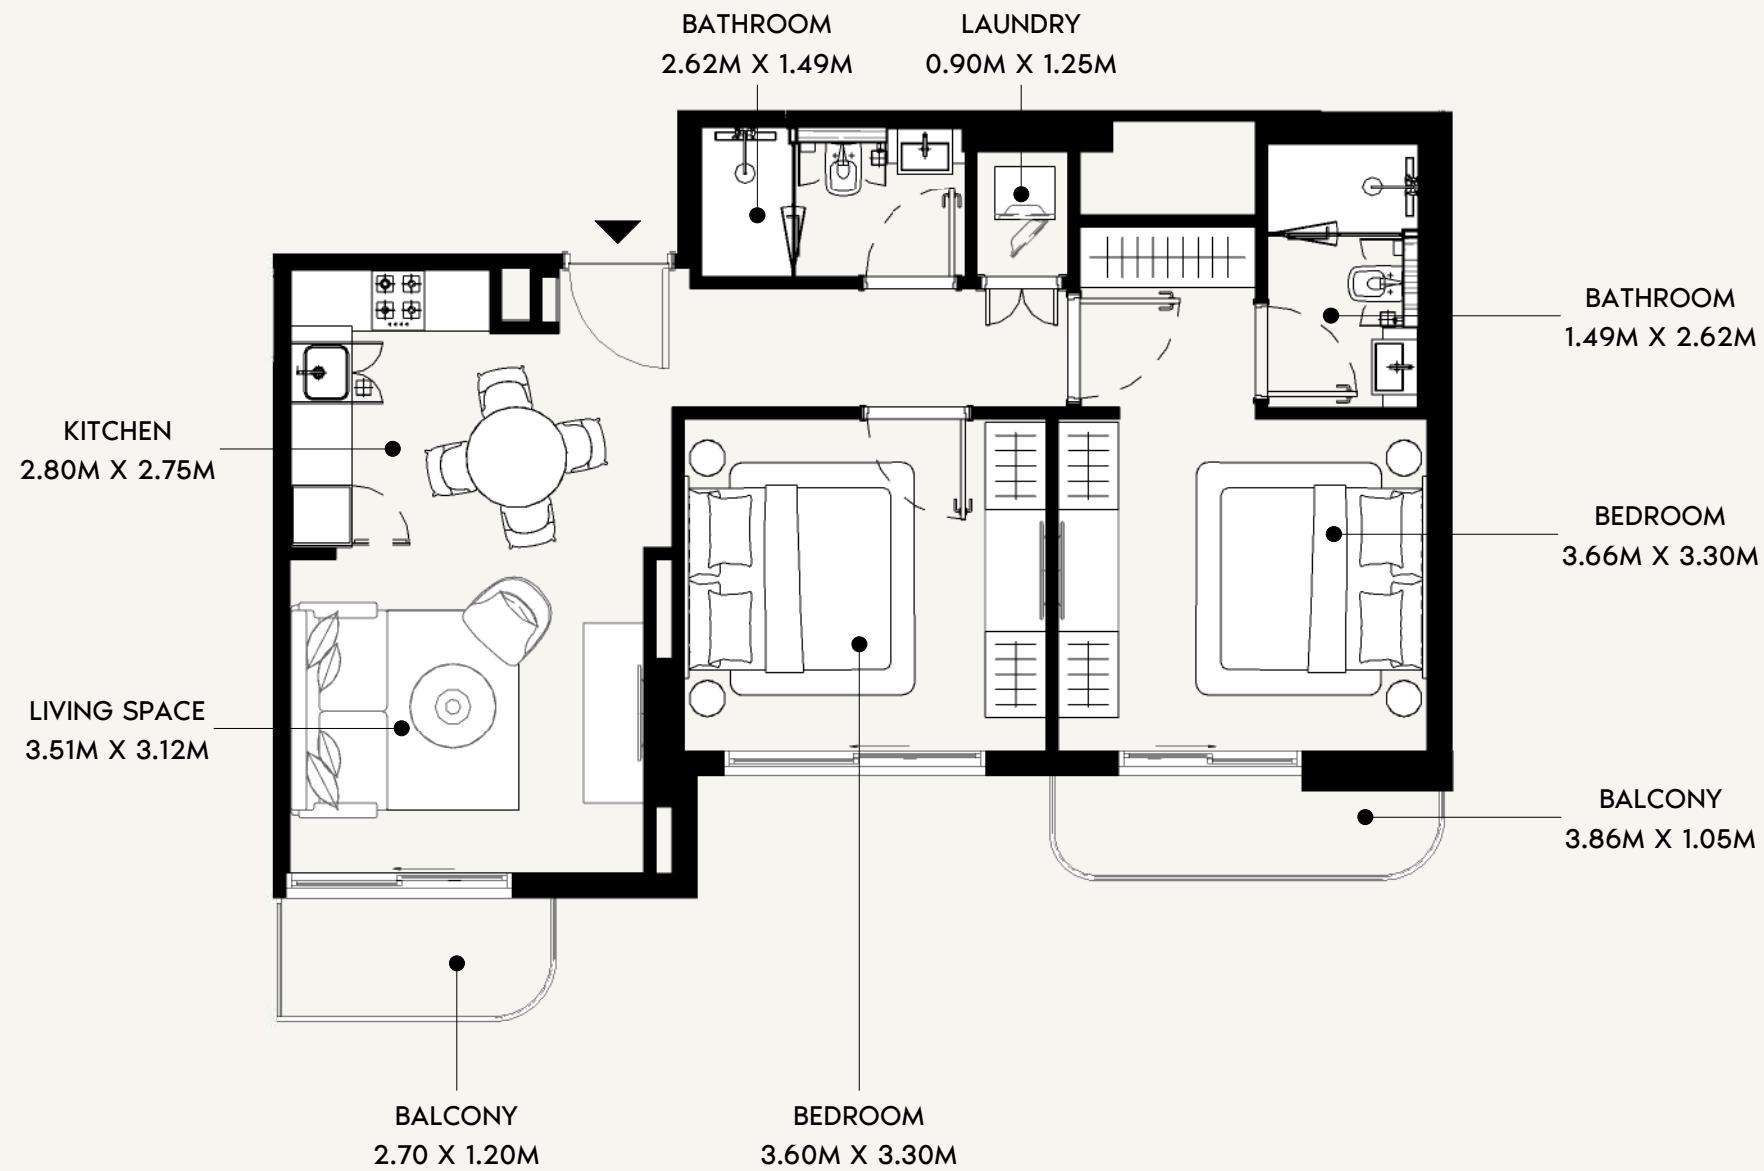 BATHROOM
2.62M X 1.49M
LAUNDRY
0.90M X 1.25M
BATHROOM
1.49M X 2.62M
KITCHEN
2.80M X 2.75M
BEDROOM
3.66M X 3.30M
LIVING SPACE
3.51M X 3.12M
BALCONY
3.86M X 1.05M
BALCONY
2.70 X 1.20M
BEDROOM
3.60M X 3.30M